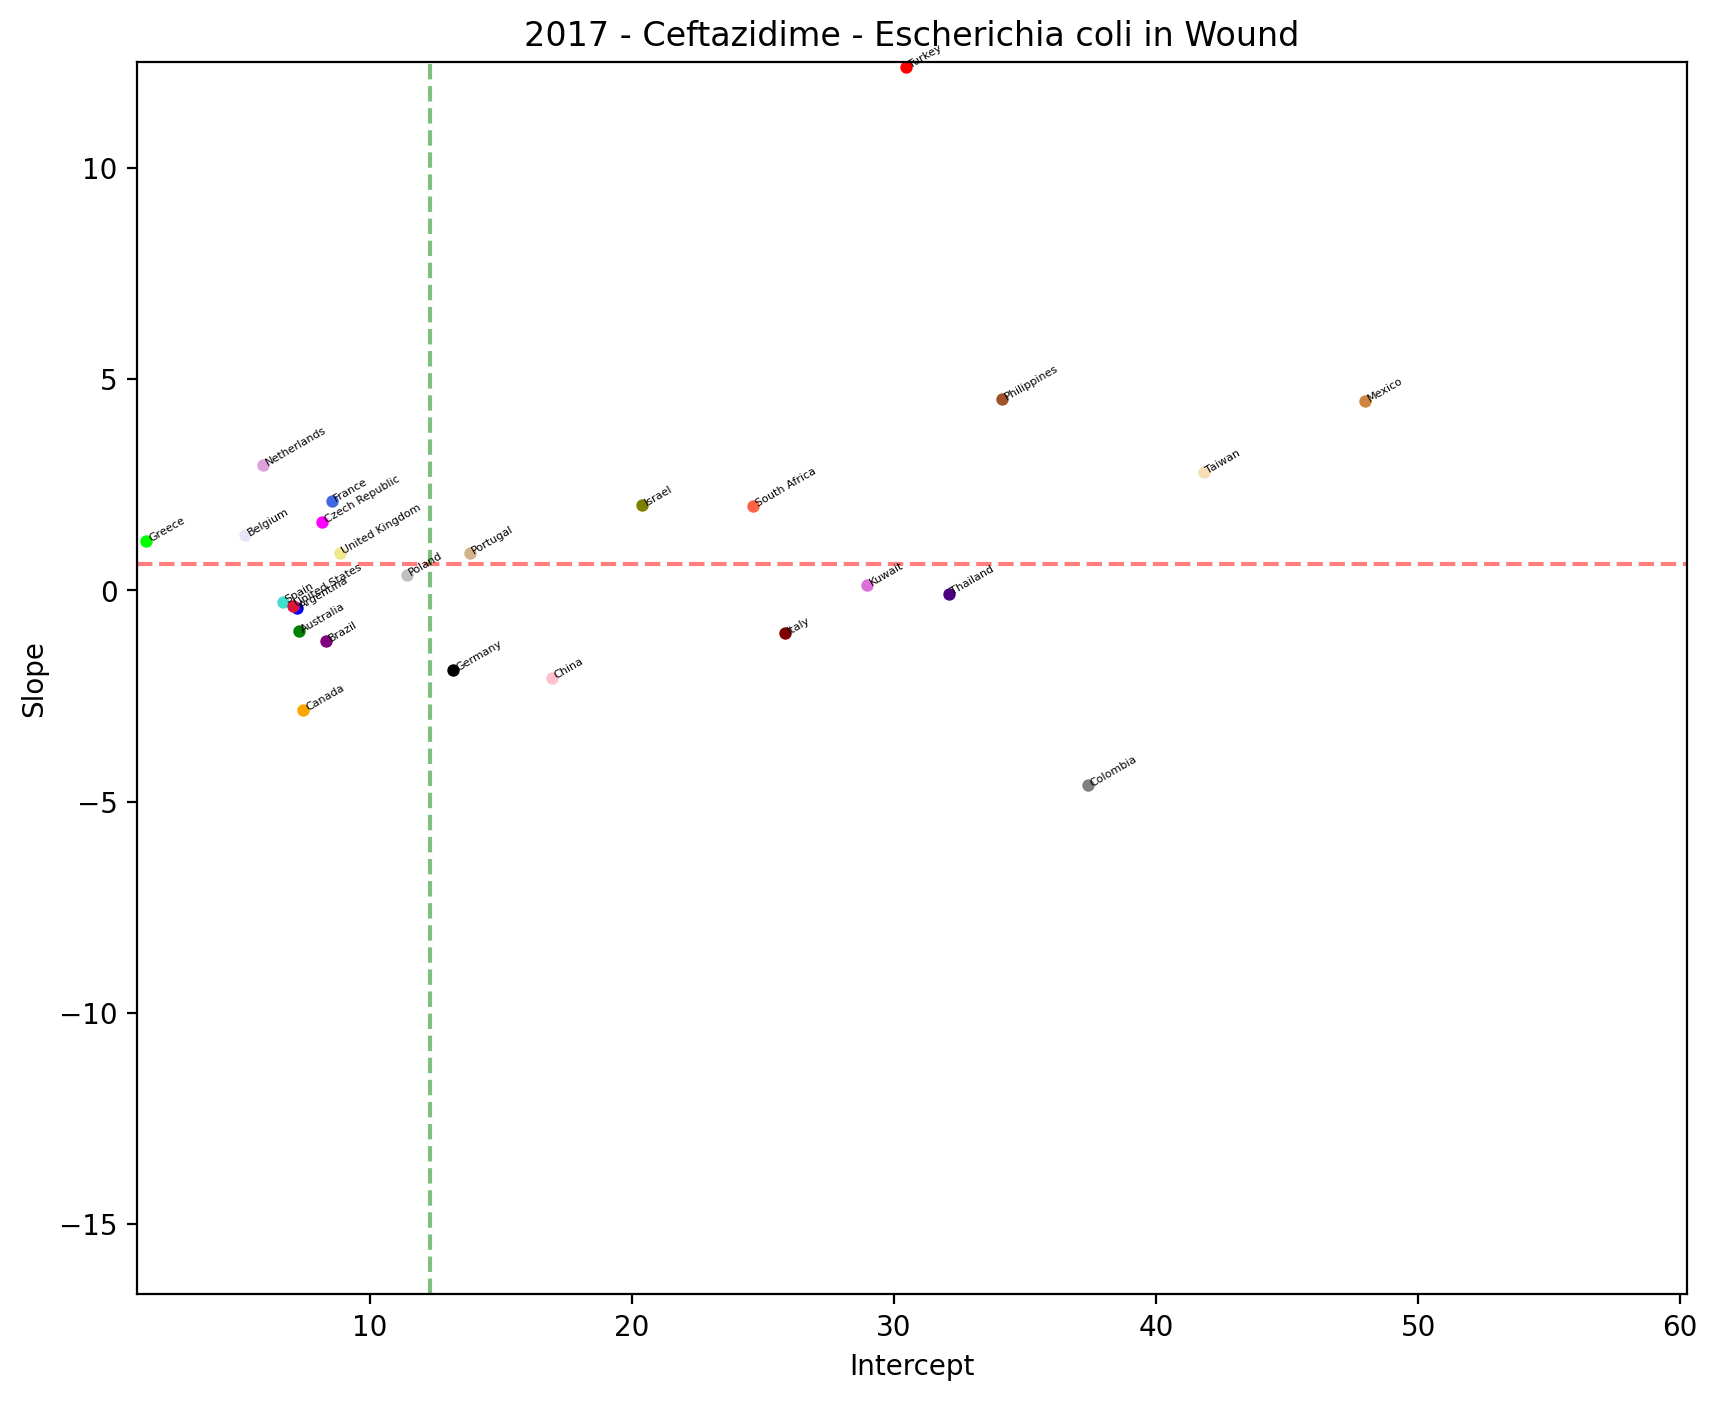 2017 - Ceftazidime - Escherichia coli in Wound
Turkey
10
Philippines
Mexico
5
Netherlands
Taiwan
France
Czech Republic
Israel
South Africa
Greece
Belgium
United Kingdom
Portugal
Poland
Kuwait
Thailand
0
Spain
United States
Argentina
Australia
Brazil
Italy
Germany
China
Canada
Colombia
−5
−10
−15
Slope
10
20
30
40
50
60
Intercept